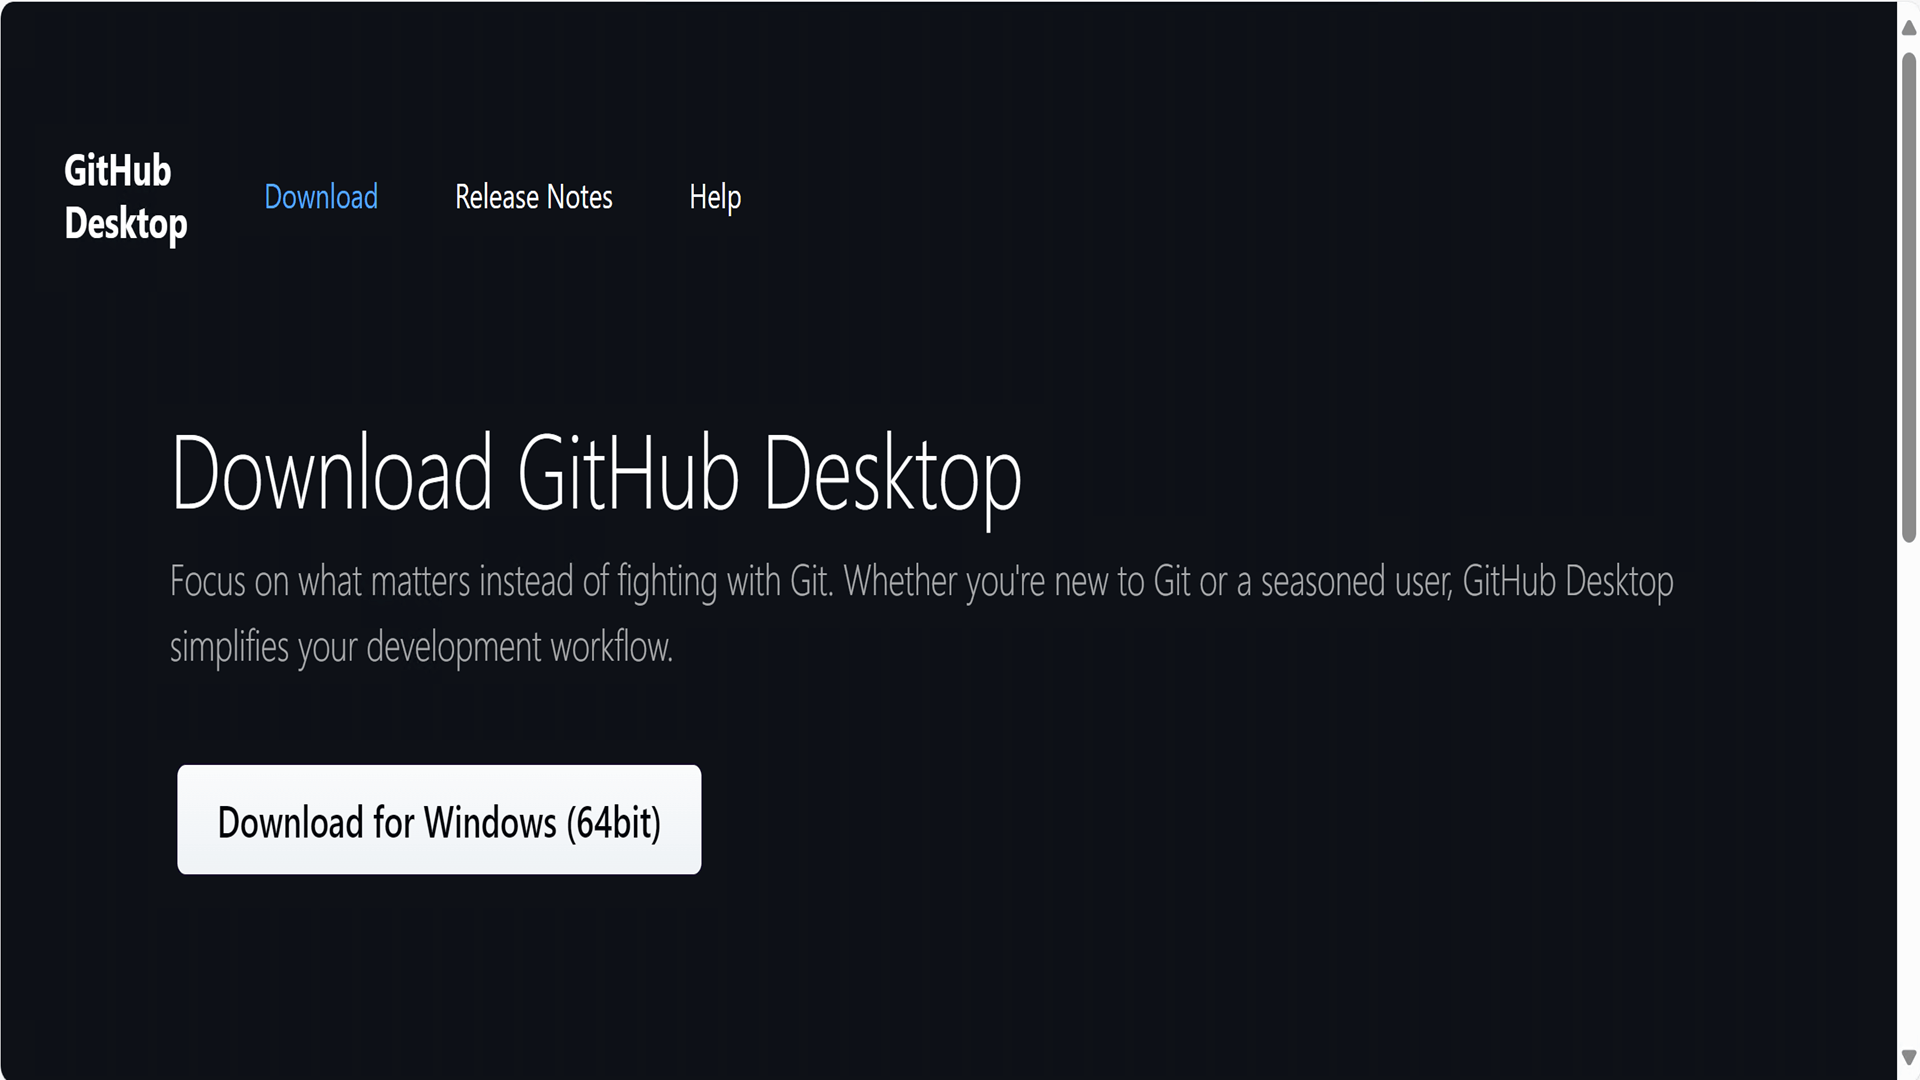 GitHub
Desktop
Download
Release Notes
Help
Download GitHub Desktop
Focus on what matters instead of fighting with Git. Whether you're new to Git or a seasoned user, GitHub Desktop
simplifies your development workflow.
Download for Windows (64bit)